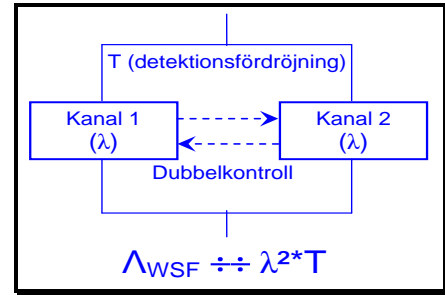 T (detektionsfördröjning)
Kanal 1 Kanal 2
(λ) (λ)
Dubbelkontroll
Λ_WSF ÷÷ λ²*T